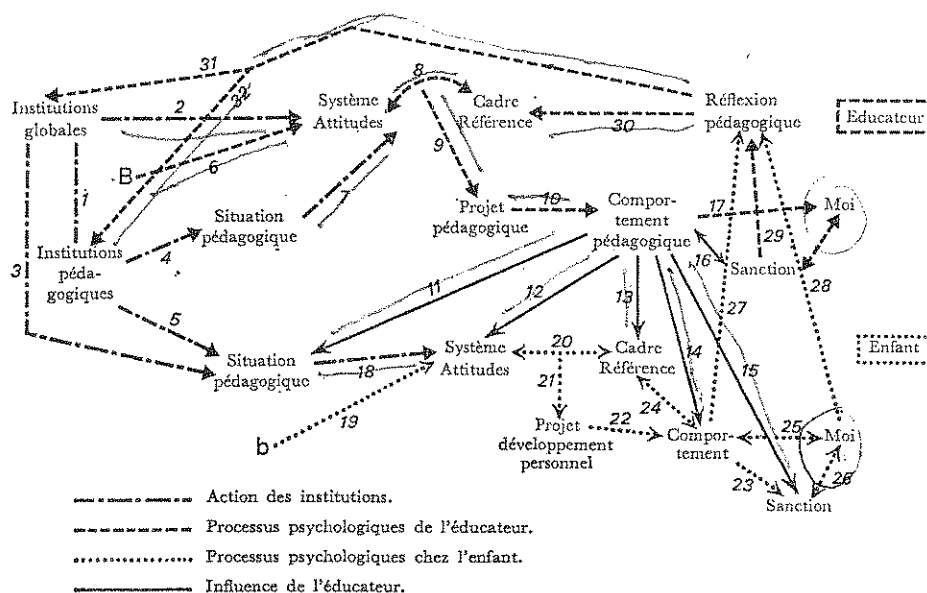 31
Institutions
globales
2
32
Système
Attitudes
8
Cadre
Référence
30
Réflexion
pédagogique
Educateur
B
6
9
1
7
Situation
pédagogique
Projet
pédagogique
10
Compor-
tement
pédagogique
17
Moi
3
Institutions
péda-
gogiques
4
16
Sanction
29
27
28
11
12
13
5
Situation
pédagogique
18
Système
Attitudes
20
Cadre
Référence
14
15
Enfant
21
24
19
b
Projet
développement
personnel
22
Compor-
tement
25
Moi
23
26
Sanction
Action des institutions.
Processus psychologiques de l'éducateur.
Processus psychologiques chez l'enfant.
Influence de l'éducateur.